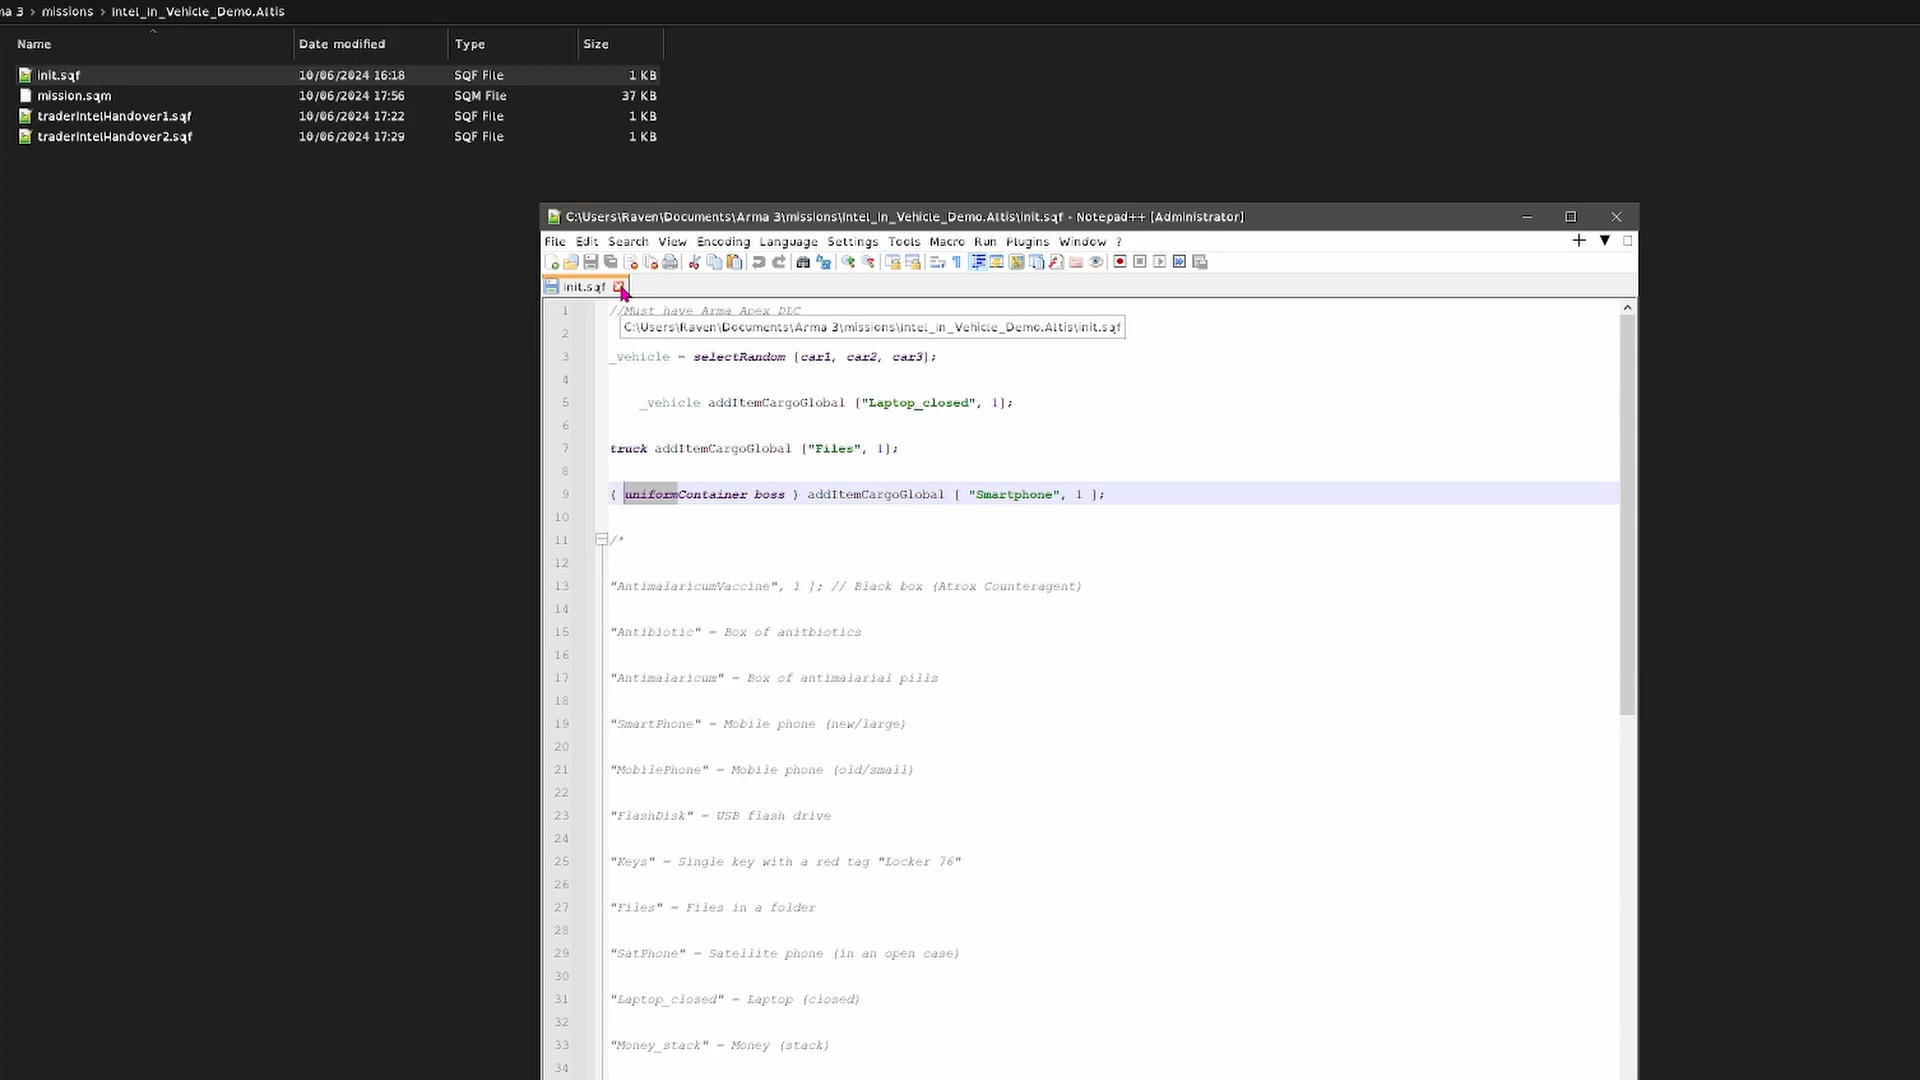 na 3 > missions > Intel_In_Vehicle_Demo.Altis
Name Date modified Type Size
init.sqf 10/06/2024 16:18 SQF File 1 KB
mission.sqm 10/06/2024 17:56 SQM File 37 KB
traderIntelHandover1.sqf 10/06/2024 17:22 SQF File 1 KB
traderIntelHandover2.sqf 10/06/2024 17:29 SQF File 1 KB
C:\Users\Raven\Documents\Arma 3\missions\Intel_In_Vehicle_Demo.Altis\init.sqf - Notepad++ [Administrator]
File Edit Search View Encoding Language Settings Tools Macro Run Plugins Window ?
init.sqf
1 //Must have Arma Apex DLC
2 C:\Users\Raven\Documents\Arma 3\missions\Intel_In_Vehicle_Demo.Altis\init.sqf
3 _vehicle = selectRandom [car1, car2, car3];
4
5 _vehicle addItemCargoGlobal ["Laptop_closed", 1];
6
7 truck addItemCargoGlobal ["Files", 1];
8
9 ( uniformContainer boss ) addItemCargoGlobal [ "Smartphone", 1 ];
10
11 /*
12
13 "AntimalaricumVaccine", 1 ]; // Black box (Atrox Counteragent)
14
15 "Antibiotic" = Box of anitbiotics
16
17 "Antimalaricum" = Box of antimalarial pills
18
19 "SmartPhone" = Mobile phone (new/large)
20
21 "MobilePhone" = Mobile phone (old/small)
22
23 "FlashDisk" = USB flash drive
24
25 "Keys" = Single key with a red tag "Locker 76"
26
27 "Files" = Files in a folder
28
29 "SatPhone" = Satellite phone (in an open case)
30
31 "Laptop_closed" = Laptop (closed)
32
33 "Money_stack" = Money (stack)
34